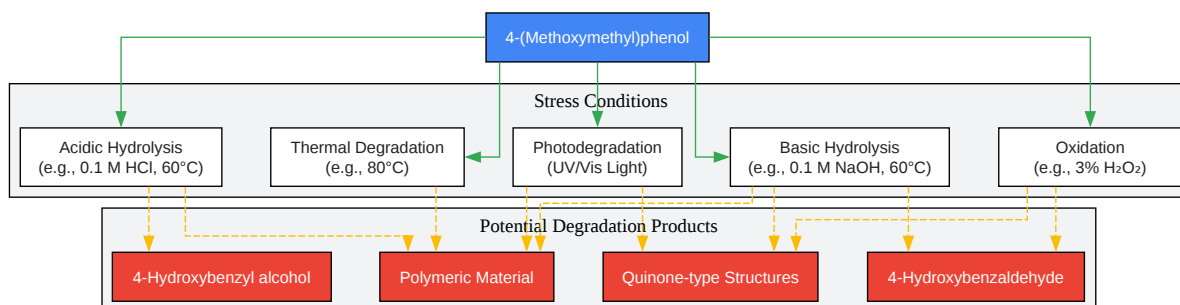 4-(Methoxymethyl)phenol
Stress Conditions
Acidic Hydrolysis
(e.g., 0.1 M HCl, 60°C)
Thermal Degradation
(e.g., 80°C)
Photodegradation
(UV/Vis Light)
Basic Hydrolysis
(e.g., 0.1 M NaOH, 60°C)
Oxidation
(e.g., 3% H₂O₂)
Potential Degradation Products
4-Hydroxybenzyl alcohol
Polymeric Material
Quinone-type Structures
4-Hydroxybenzaldehyde